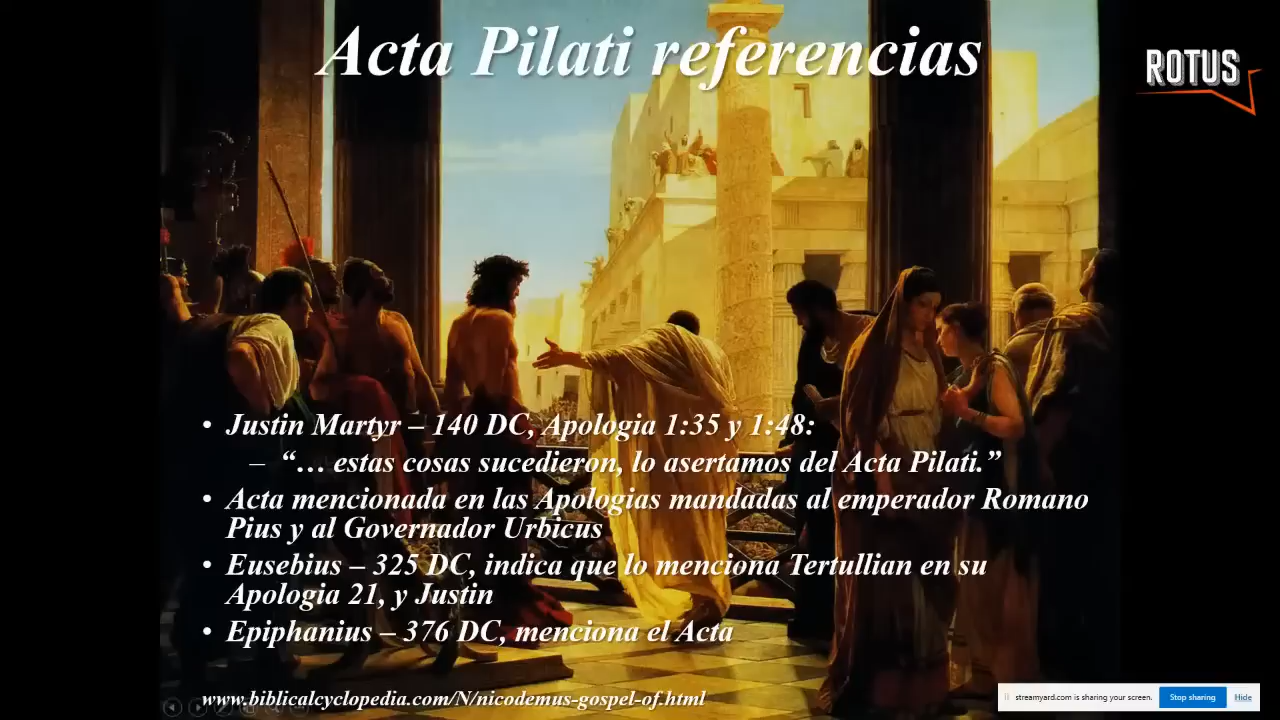 Acta Pilati referencias
ROTUS
• Justin Martyr – 140 DC, Apologia 1:35 y 1:48:
– “… estas cosas sucedieron, lo asertamos del Acta Pilati.”
• Acta mencionada en las Apologias mandadas al emperador Romano
Pius y al Governador Urbicus
• Eusebius – 325 DC, indica que lo menciona Tertullian en su
Apologia 21, y Justin
• Epiphanius – 376 DC, menciona el Acta
www.biblicalcyclopedia.com/N/nicodemus-gospel-of.html
streamyard.com is sharing your screen.
Stop sharing
Hide